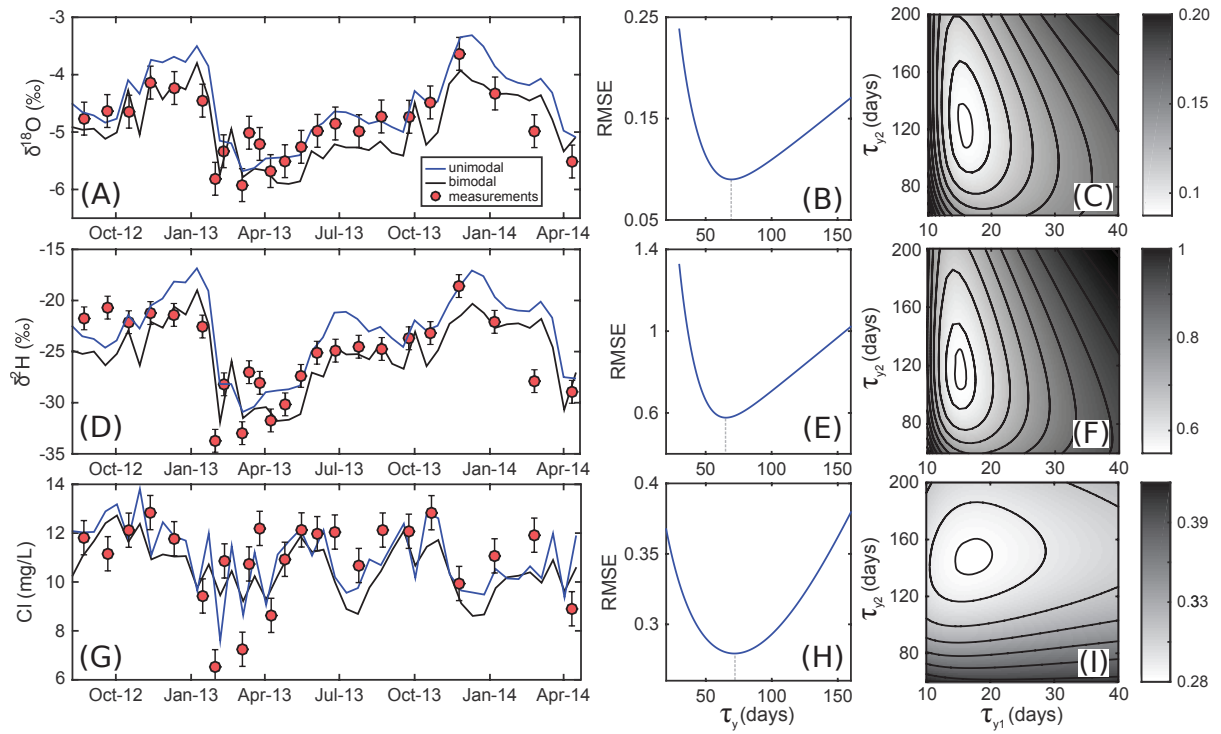 -3
-4
-5
-6
δ¹⁸O (‰)
(A)
unimodal
bimodal
measurements
Oct-12 Jan-13 Apr-13 Jul-13 Oct-13 Jan-14 Apr-14
0.25
0.15
0.05
RMSE
(B)
50 100 150
200
160
120
80
τy2 (days)
(C)
10 20 30 40
0.20
0.15
0.1
-15
-20
-25
-30
-35
δ²H (‰)
(D)
Oct-12 Jan-13 Apr-13 Jul-13 Oct-13 Jan-14 Apr-14
1.4
1
0.6
RMSE
(E)
50 100 150
200
160
120
80
τy2 (days)
(F)
10 20 30 40
1
0.8
0.6
14
12
10
8
6
Cl (mg/L)
(G)
Oct-12 Jan-13 Apr-13 Jul-13 Oct-13 Jan-14 Apr-14
0.4
0.35
0.3
RMSE
(H)
50 100 150
τy (days)
200
160
120
80
τy2 (days)
(I)
10 20 30 40
τy1 (days)
0.39
0.33
0.28